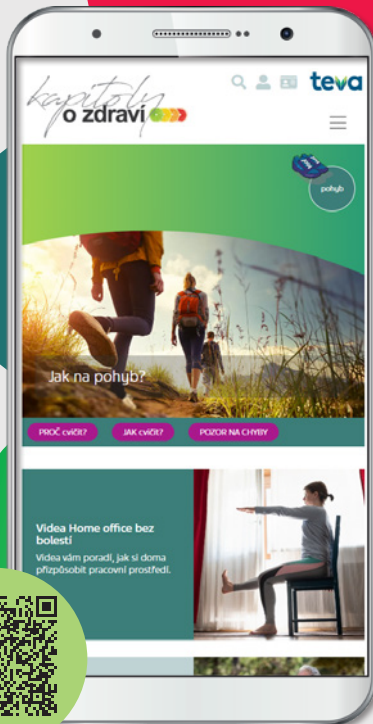 teva
kapitoly
o zdraví
pohyb
Jak na pohyb?
PROČ cvičit?
JAK cvičit?
POZOR NA CHYBY
Videa Home office bez
bolesti
Videa vám poradí, jak si doma
přizpůsobit pracovní prostředí.